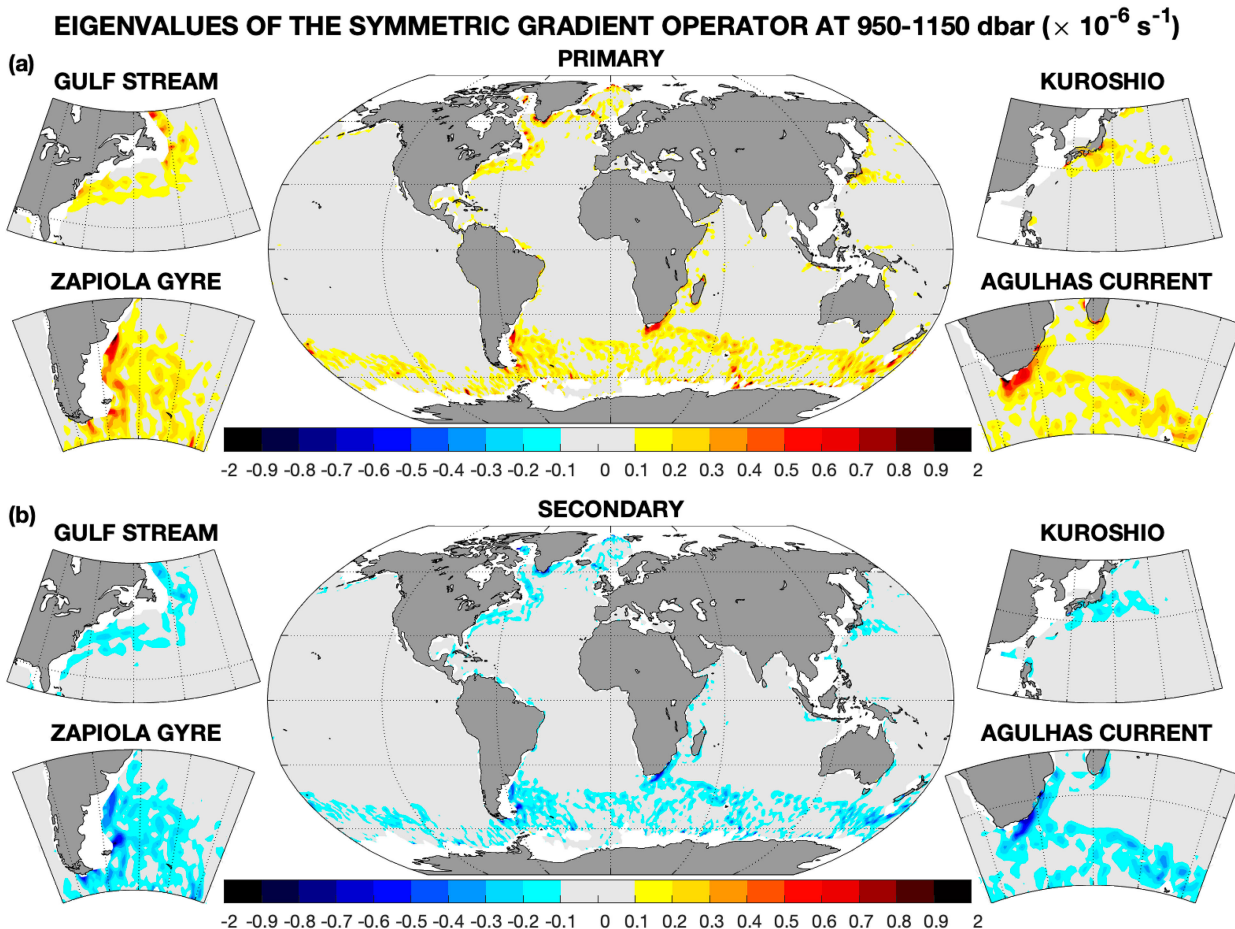 EIGENVALUES OF THE SYMMETRIC GRADIENT OPERATOR AT 950-1150 dbar (× 10⁻⁶ s⁻¹)
(a)
PRIMARY
GULF STREAM
KUROSHIO
ZAPIOLA GYRE
AGULHAS CURRENT
-2 -0.9 -0.7 -0.6 -0.5 -0.4 -0.3 -0.2 -0.1 0 0.1 0.2 0.3 0.4 0.5 0.6 0.7 0.8 0.9 2
(b)
SECONDARY
GULF STREAM
KUROSHIO
ZAPIOLA GYRE
AGULHAS CURRENT
-2 -0.9 -0.7 -0.6 -0.5 -0.4 -0.3 -0.2 -0.1 0 0.1 0.2 0.3 0.4 0.5 0.6 0.7 0.8 0.9 2